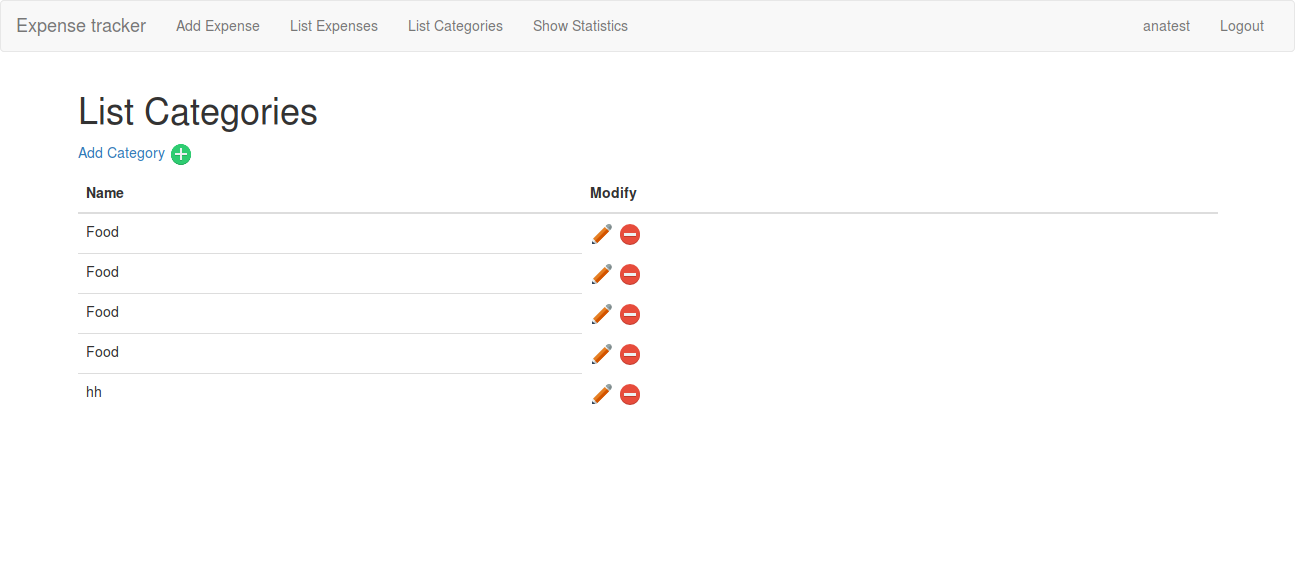 Expense tracker Add Expense List Expenses List Categories Show Statistics anatest Logout
List Categories
Add Category
Name Modify
Food
Food
Food
Food
hh